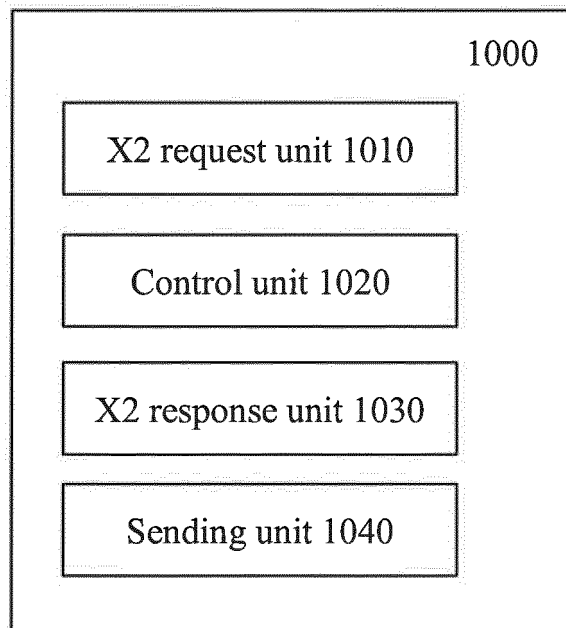 1000
X2 request unit 1010
Control unit 1020
X2 response unit 1030
Sending unit 1040